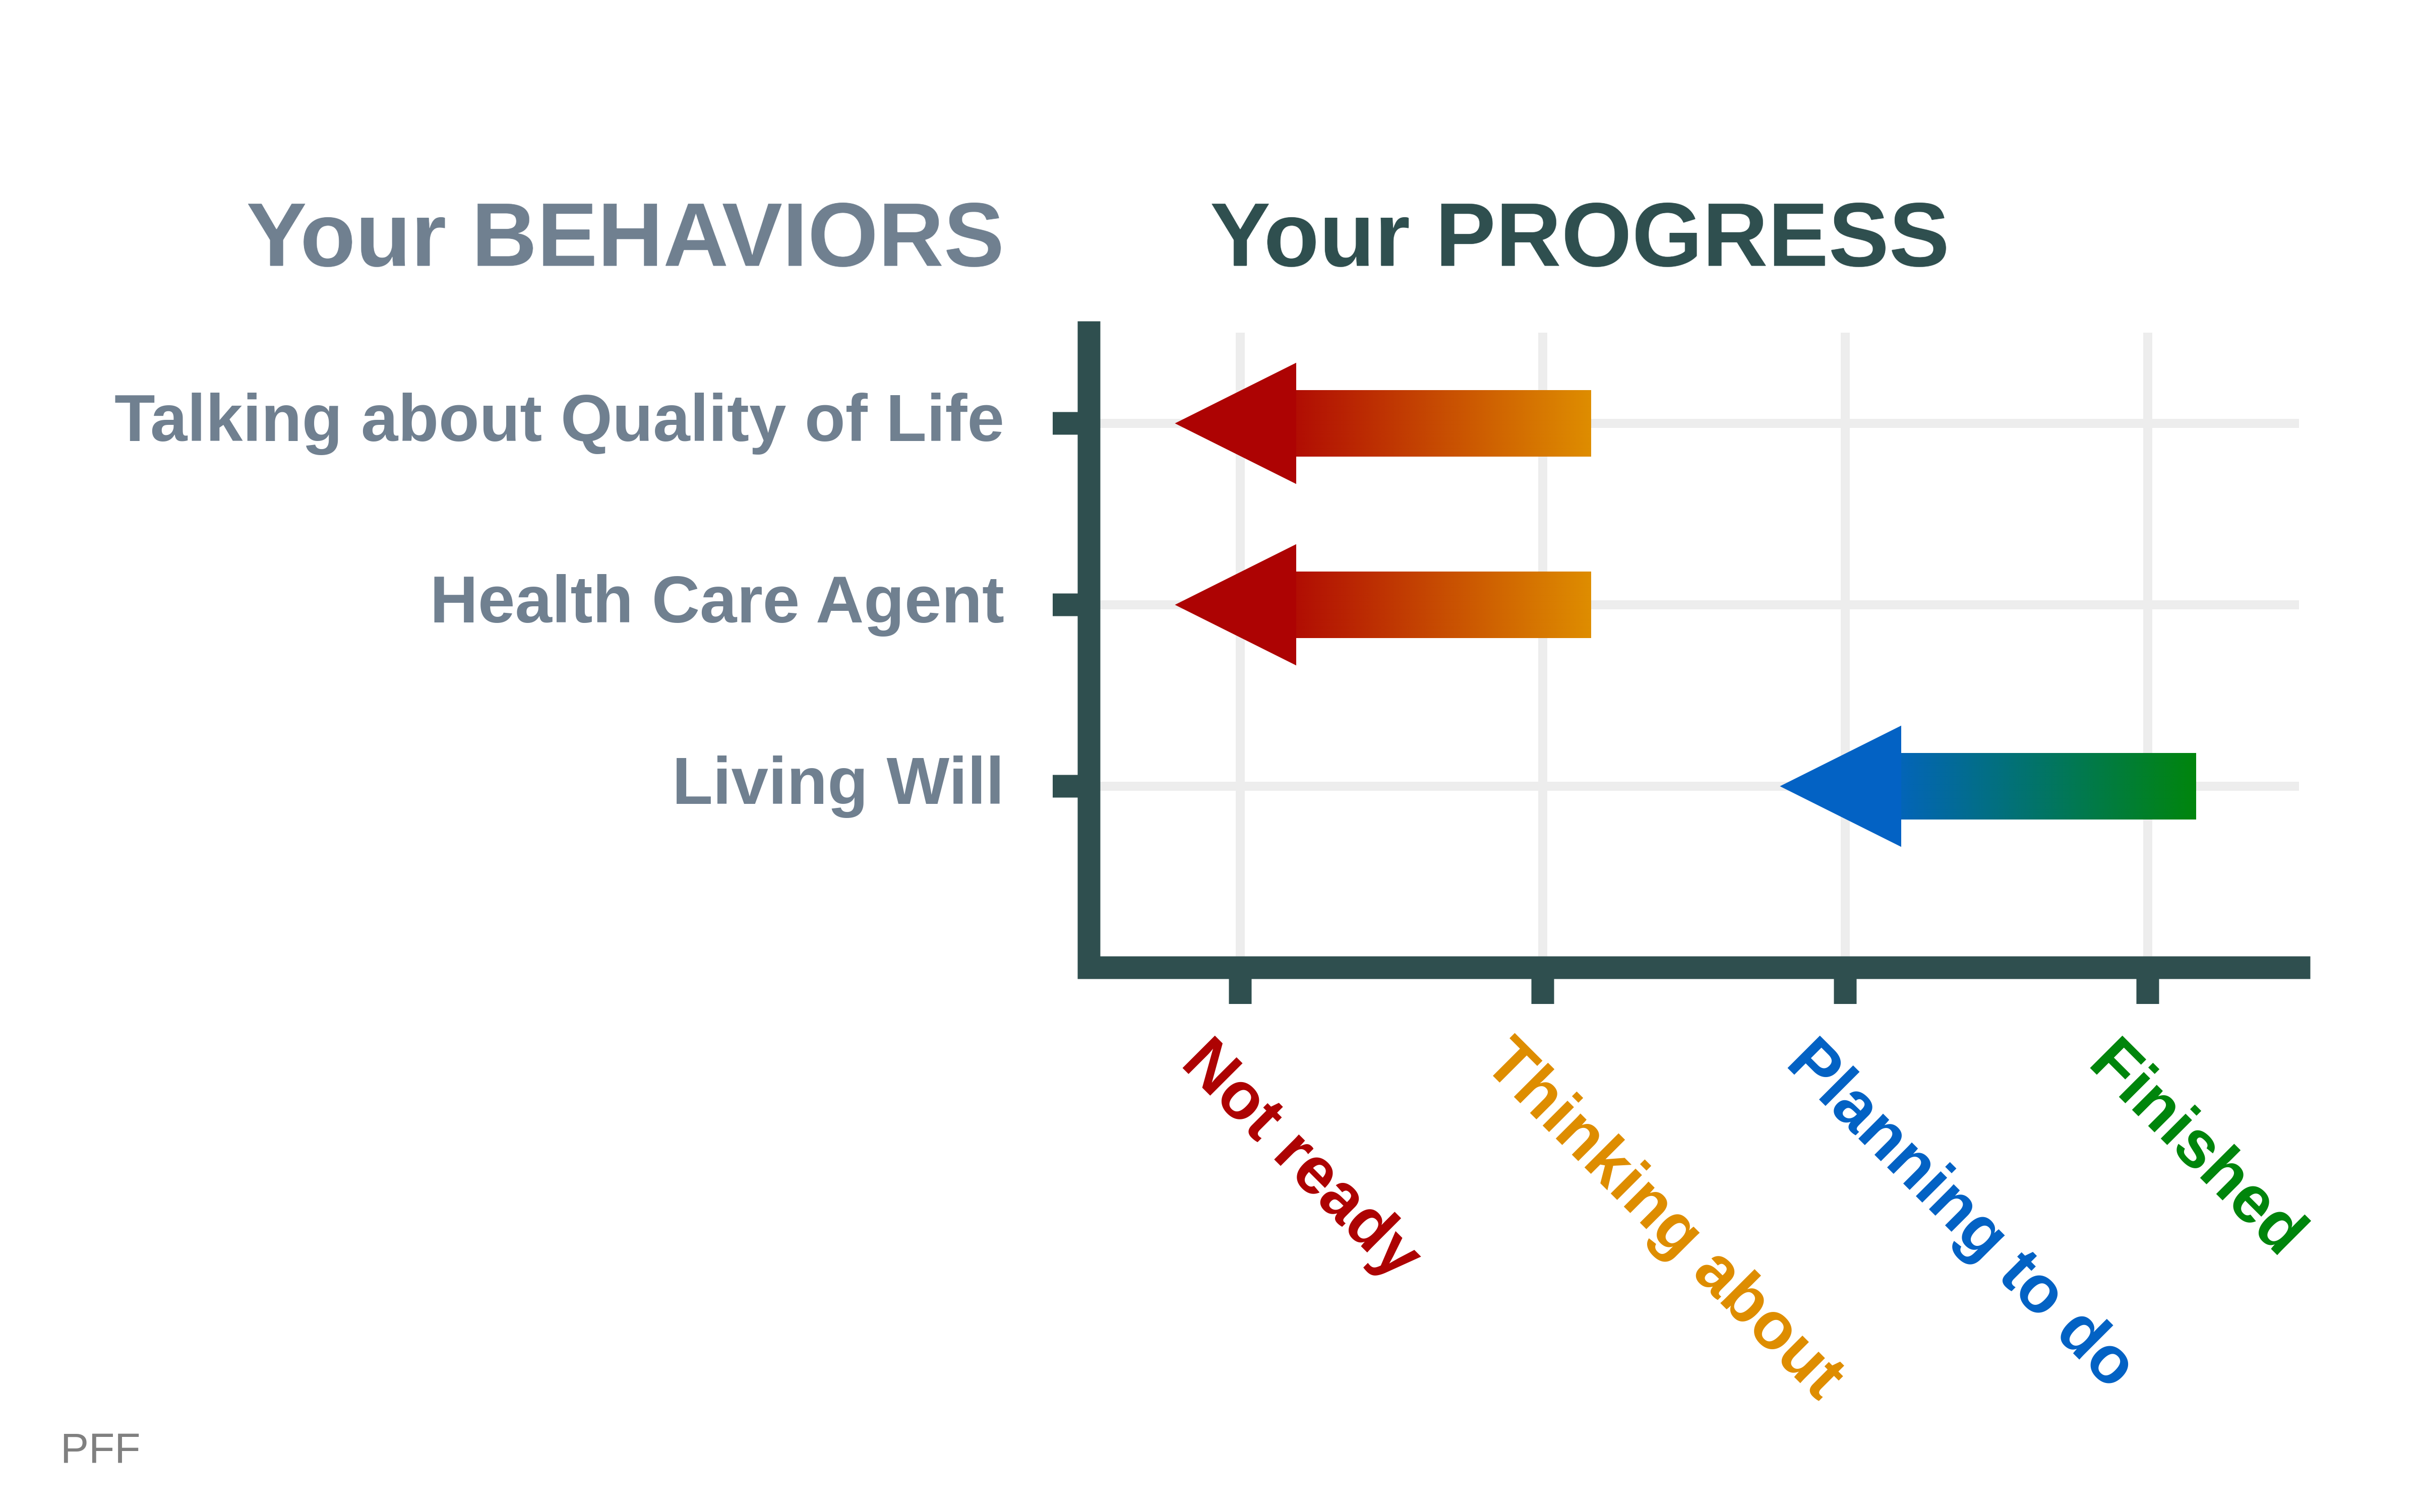 Your BEHAVIORS
Your PROGRESS
Talking about Quality of Life
Health Care Agent
Living Will
Not ready
Thinking about
Planning to do
Finished
PFF